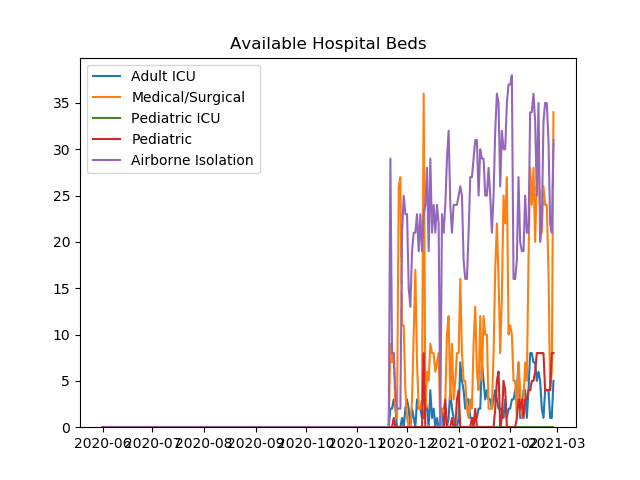 Available Hospital Beds
Adult ICU
Medical/Surgical
Pediatric ICU
Pediatric
Airborne Isolation
35
30
25
20
15
10
5
0
2020-06 2020-07 2020-08 2020-09 2020-10 2020-11 2020-12 2021-01 2021-02 2021-03